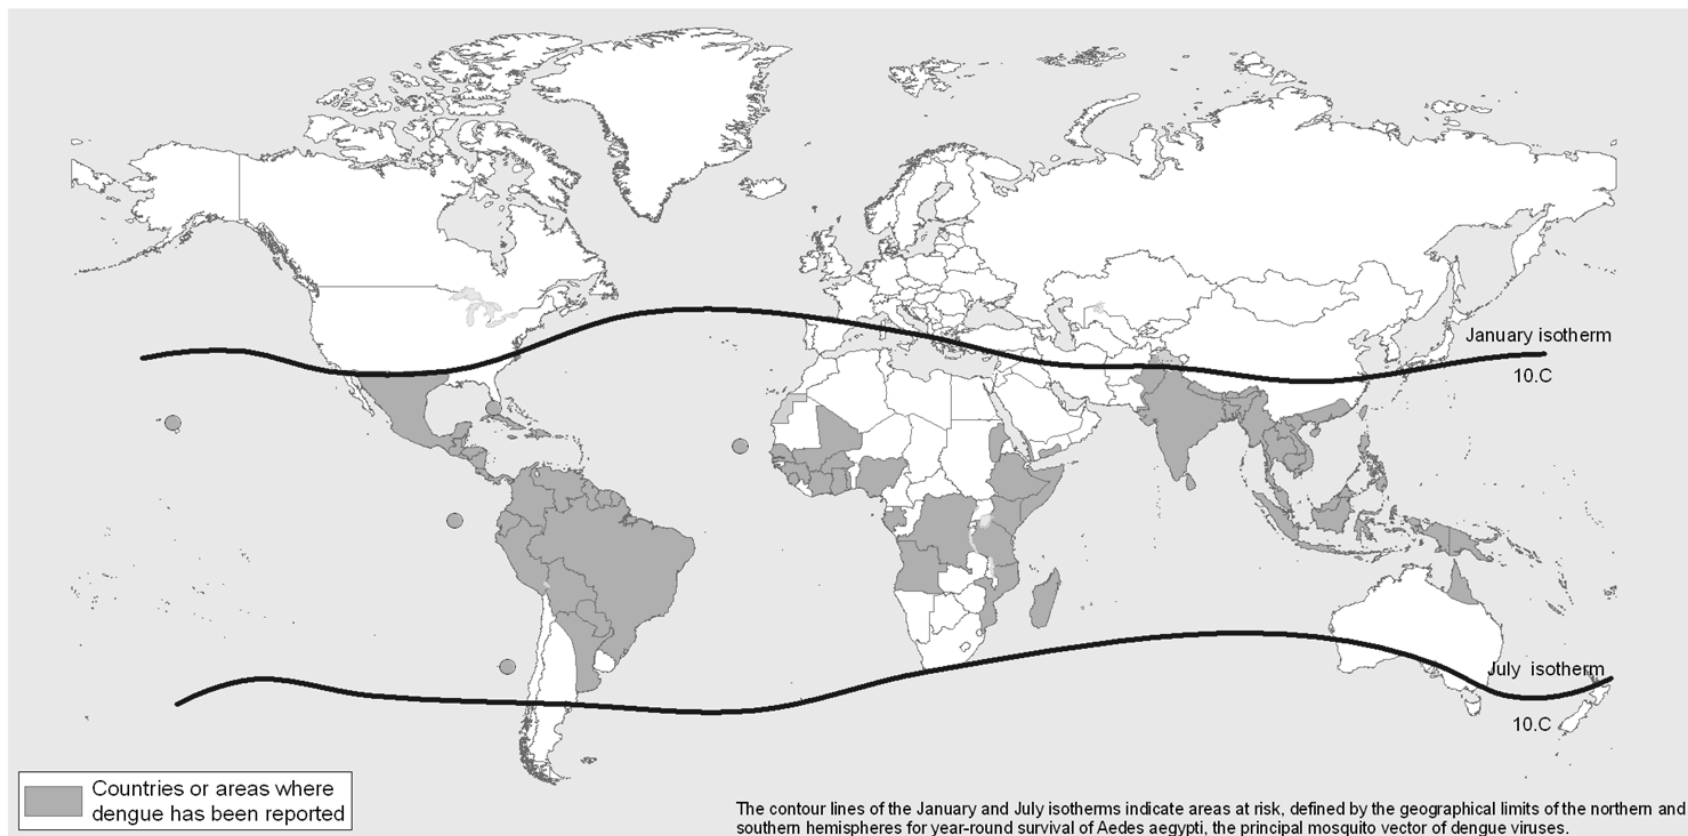 January isotherm
10.C
July isotherm
10.C
Countries or areas where
dengue has been reported
The contour lines of the January and July isotherms indicate areas at risk, defined by the geographical limits of the northern and
southern hemispheres for year-round survival of Aedes aegypti, the principal mosquito vector of dengue viruses.